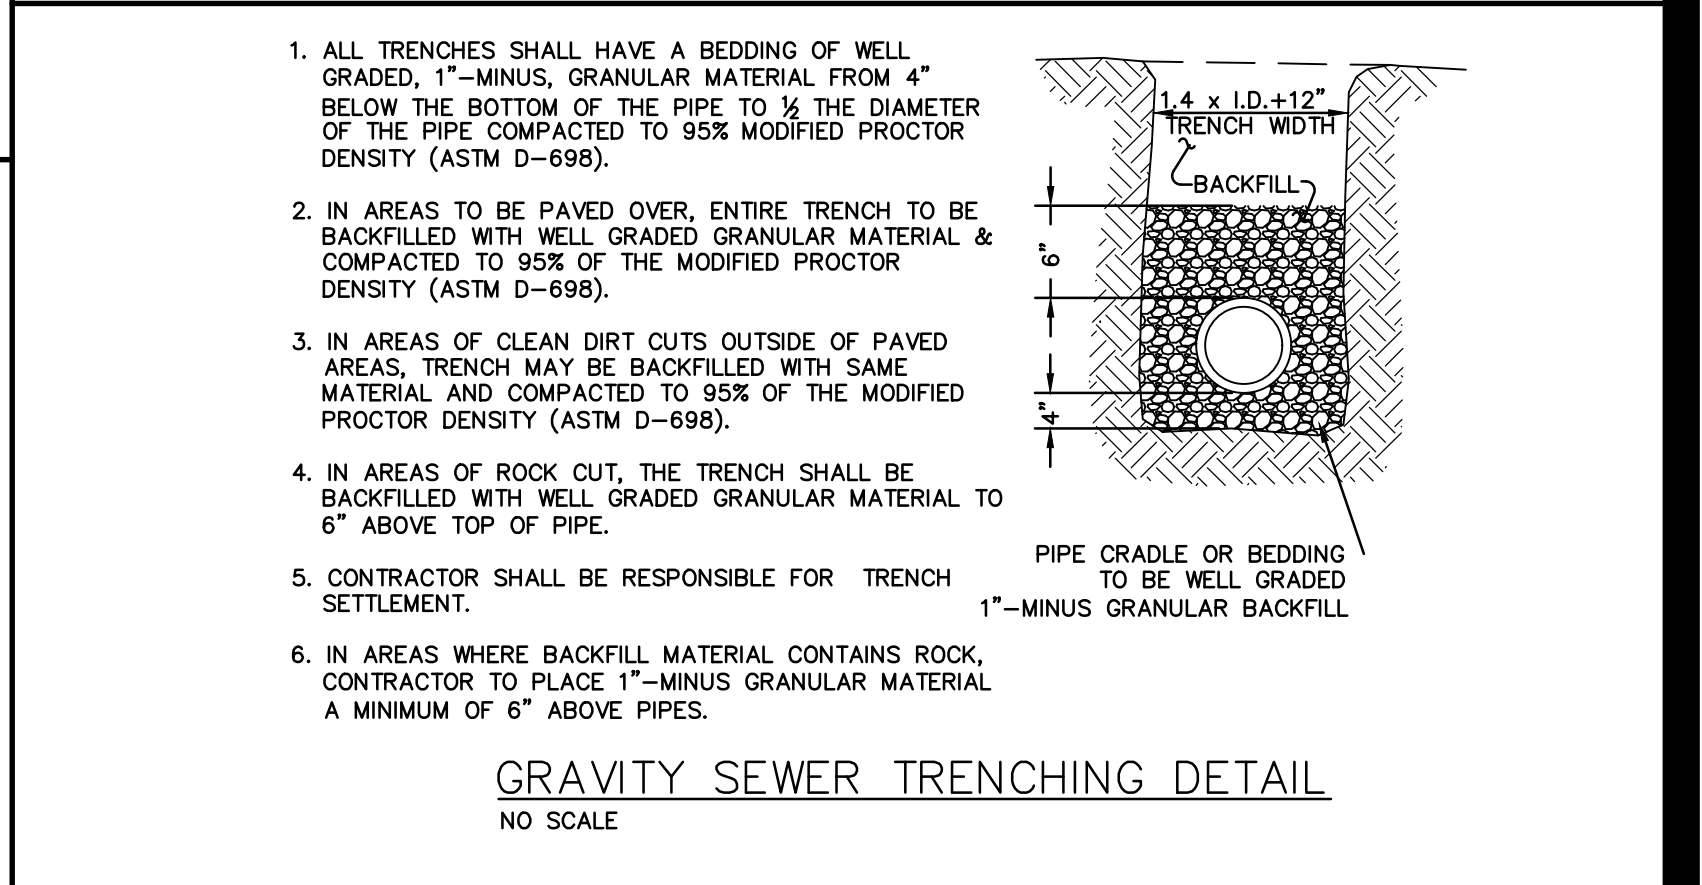 1. ALL TRENCHES SHALL HAVE A BEDDING OF WELL
GRADED, 1"-MINUS, GRANULAR MATERIAL FROM 4"
BELOW THE BOTTOM OF THE PIPE TO ½ THE DIAMETER
OF THE PIPE COMPACTED TO 95% MODIFIED PROCTOR
DENSITY (ASTM D-698).
2. IN AREAS TO BE PAVED OVER, ENTIRE TRENCH TO BE
BACKFILLED WITH WELL GRADED GRANULAR MATERIAL &
COMPACTED TO 95% OF THE MODIFIED PROCTOR
DENSITY (ASTM D-698).
3. IN AREAS OF CLEAN DIRT CUTS OUTSIDE OF PAVED
AREAS, TRENCH MAY BE BACKFILLED WITH SAME
MATERIAL AND COMPACTED TO 95% OF THE MODIFIED
PROCTOR DENSITY (ASTM D-698).
4. IN AREAS OF ROCK CUT, THE TRENCH SHALL BE
BACKFILLED WITH WELL GRADED GRANULAR MATERIAL TO
6" ABOVE TOP OF PIPE.
5. CONTRACTOR SHALL BE RESPONSIBLE FOR TRENCH
SETTLEMENT.
6. IN AREAS WHERE BACKFILL MATERIAL CONTAINS ROCK,
CONTRACTOR TO PLACE 1"-MINUS GRANULAR MATERIAL
A MINIMUM OF 6" ABOVE PIPES.
1.4 x I.D.+12"
TRENCH WIDTH
BACKFILL
6"
4"
PIPE CRADLE OR BEDDING
TO BE WELL GRADED
1"-MINUS GRANULAR BACKFILL
GRAVITY SEWER TRENCHING DETAIL
NO SCALE